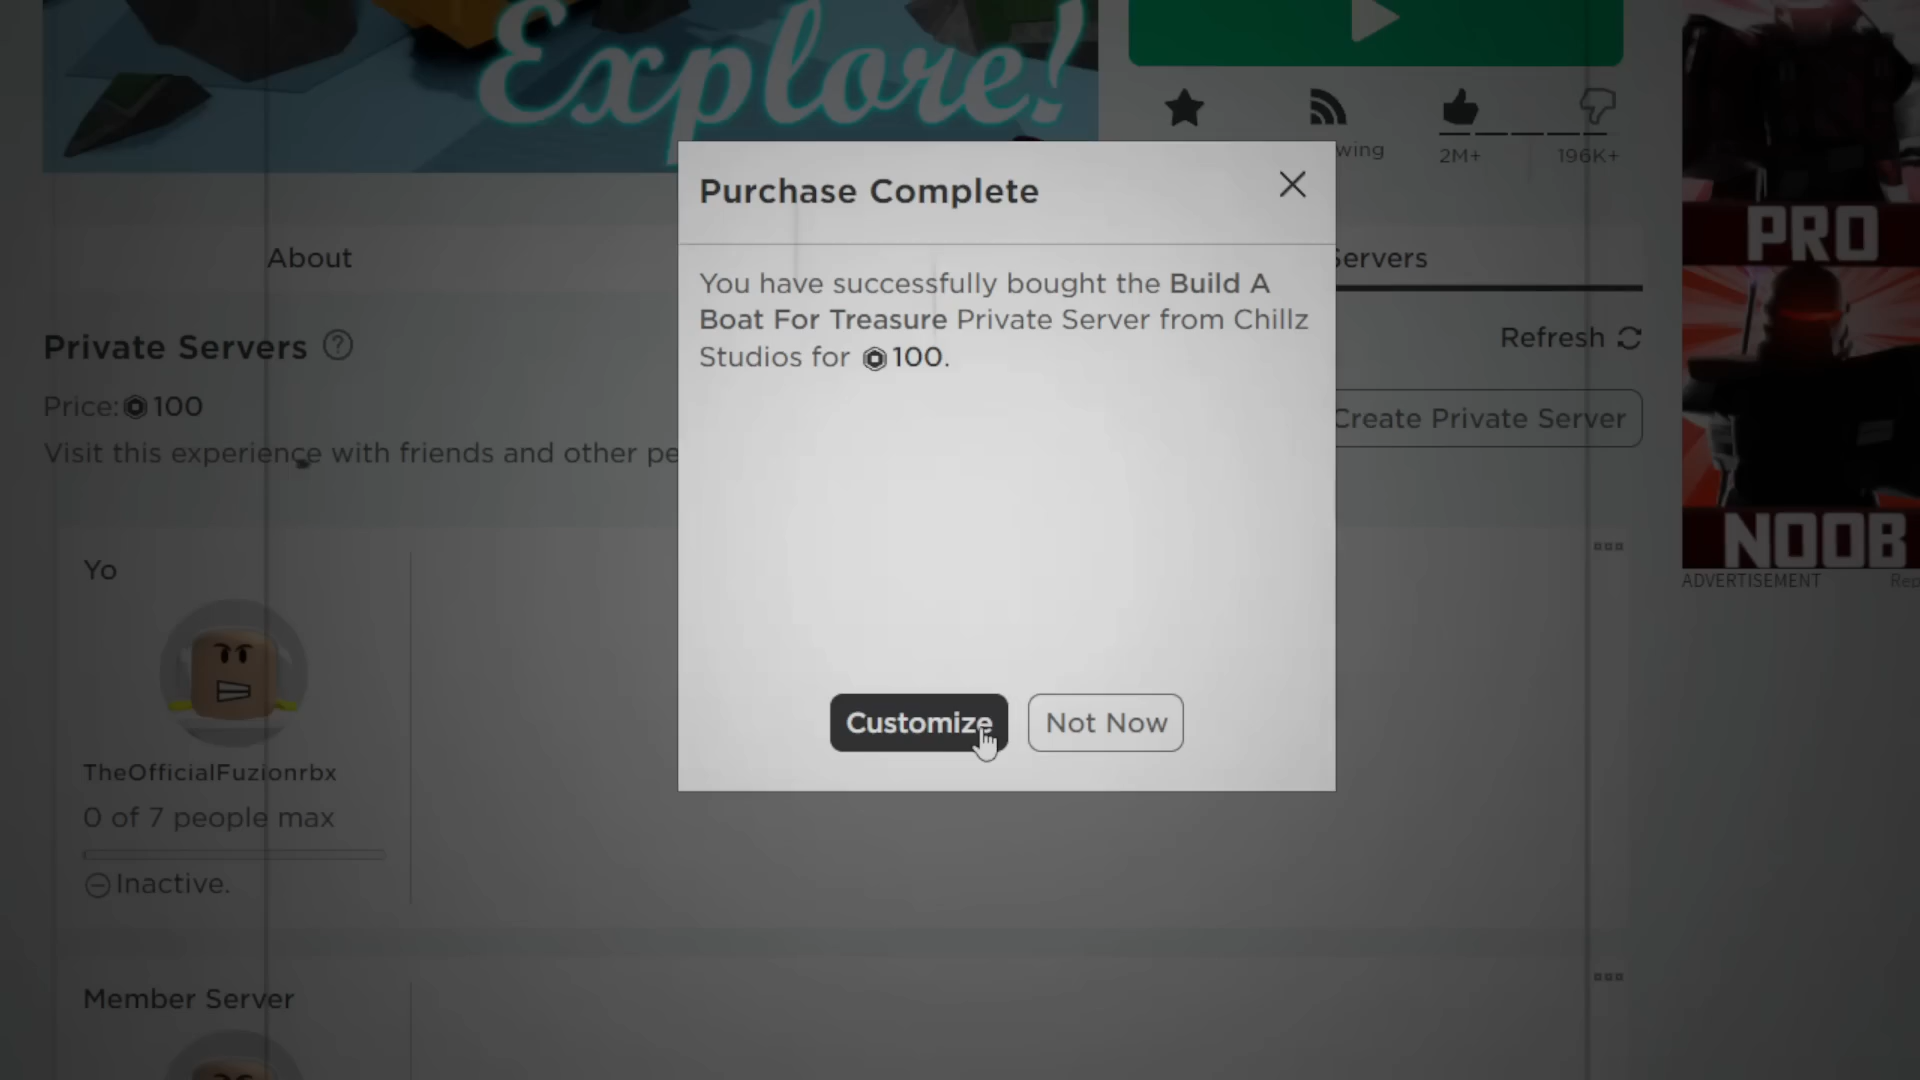 Explore!
wing
2M+
196K+
Purchase Complete
You have successfully bought the Build A
Boat For Treasure Private Server from Chillz
Studios for 100.
Customize
Not Now
About
Servers
Private Servers
Refresh
Price: 100
Create Private Server
Visit this experience with friends and other pe
Yo
TheOfficialFuzionrbx
0 of 7 people max
Inactive.
Member Server
PRO
NOOB
ADVERTISEMENT
Rep